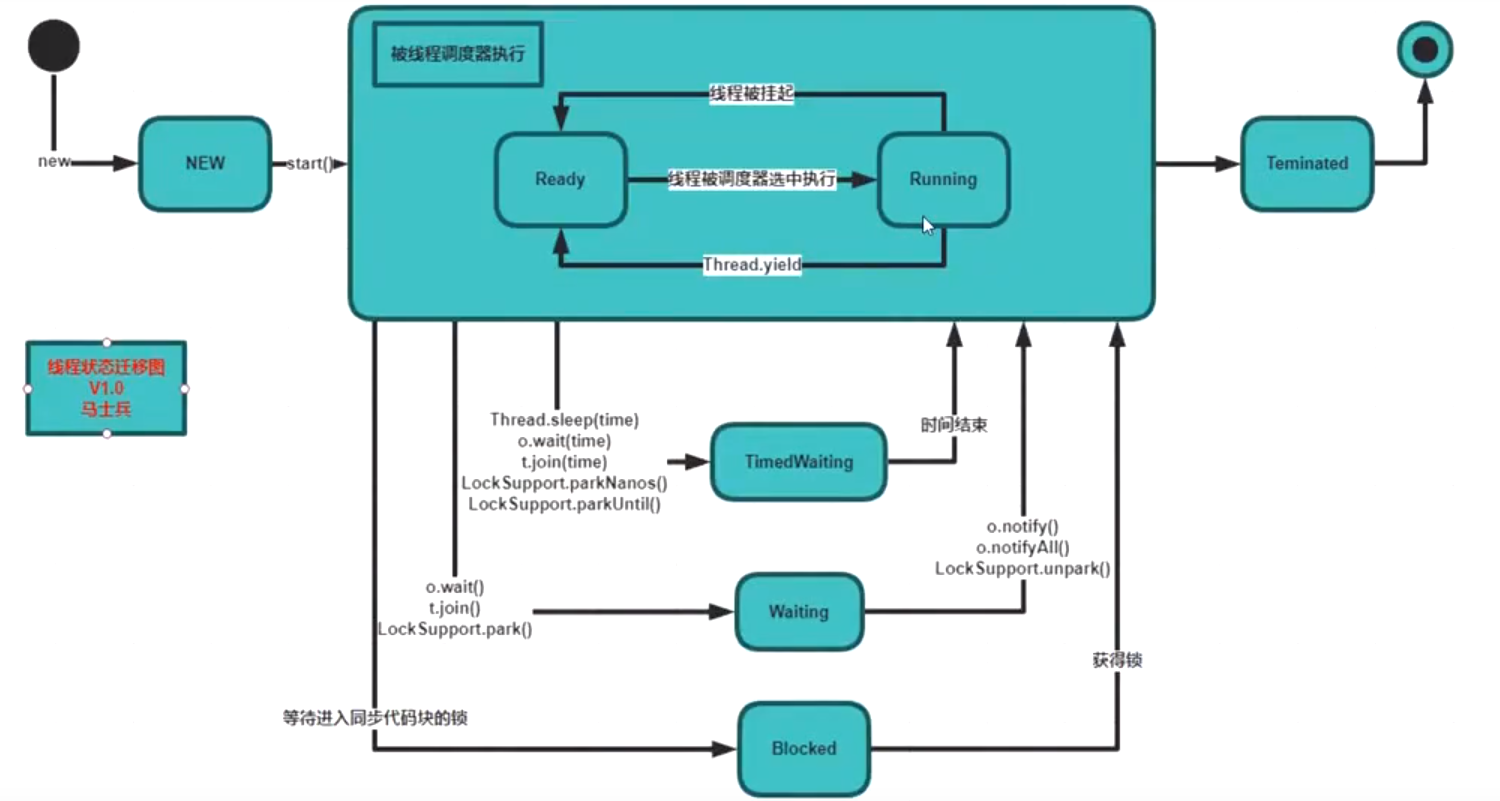 被线程调度器执行
线程被挂起
new
NEW
start()
Ready
线程被调度器选中执行
Running
Teminated
Thread.yield
线程状态迁移图
V1.0
马士兵
Thread.sleep(time)
o.wait(time)
t.join(time)
LockSupport.parkNanos()
LockSupport.parkUntil()
TimedWaiting
时间结束
o.notify()
o.notifyAll()
LockSupport.unpark()
o.wait()
t.join()
LockSupport.park()
Waiting
获得锁
等待进入同步代码块的锁
Blocked